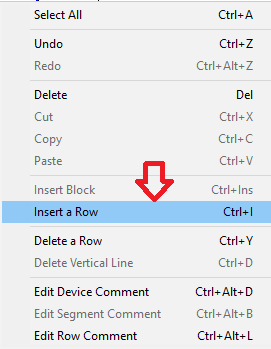 Select All Ctrl+A
Undo Ctrl+Z
Redo Ctrl+Alt+Z
Delete Del
Cut Ctrl+X
Copy Ctrl+C
Paste Ctrl+V
Insert Block Ctrl+Ins
Insert a Row Ctrl+I
Delete a Row Ctrl+Y
Delete Vertical Line Ctrl+D
Edit Device Comment Ctrl+Alt+D
Edit Segment Comment Ctrl+Alt+B
Edit Row Comment Ctrl+Alt+L